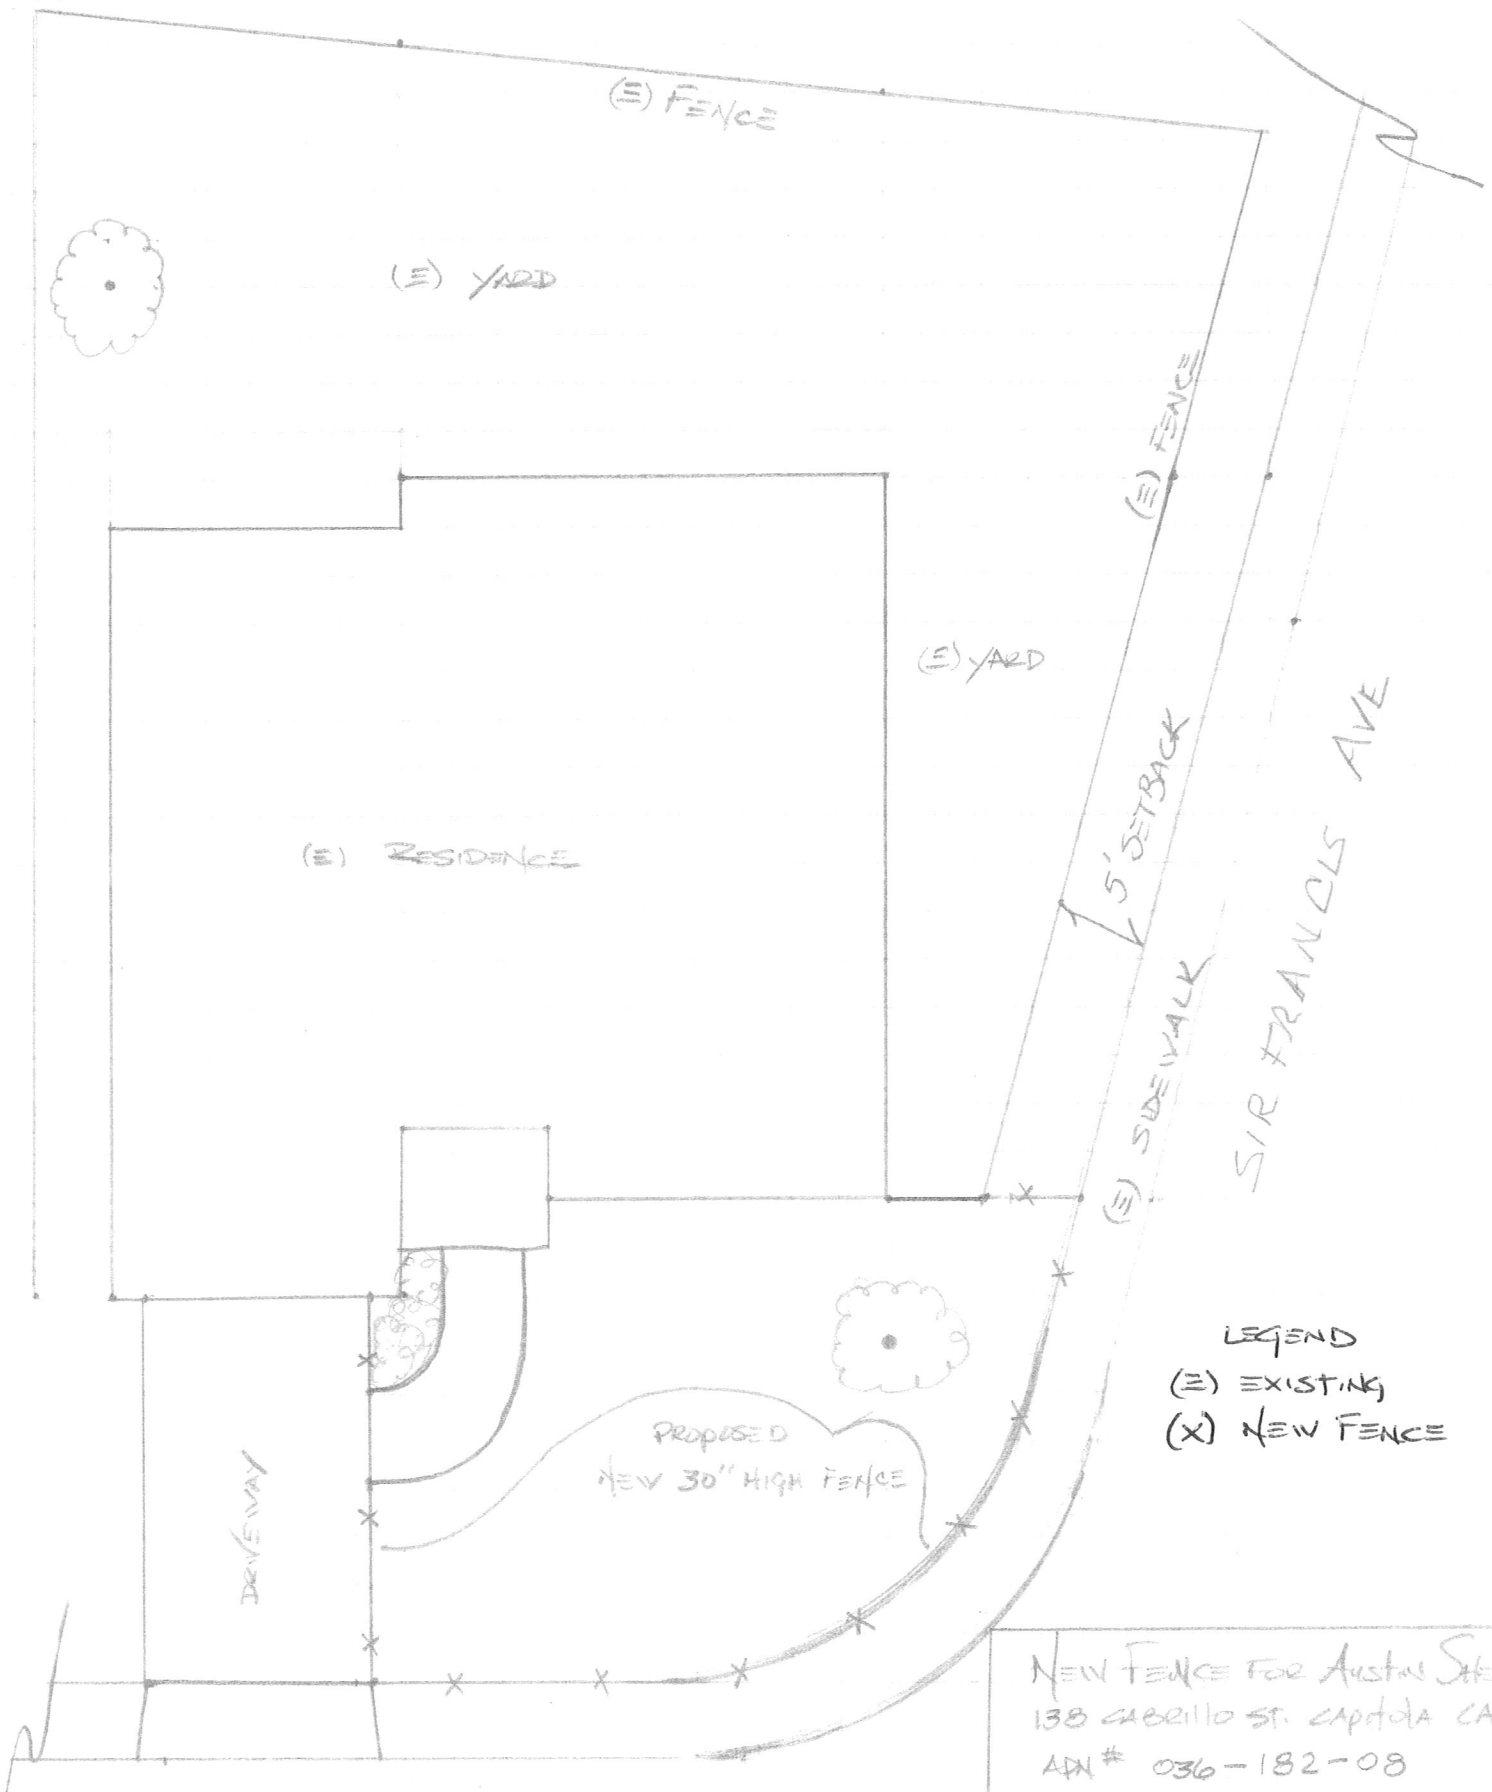 (E) FENCE
(E) YARD
(E) FENCE
(E) YARD
5' SETBACK
(E) RESIDENCE
SIR FRANCIS AVE
(E) SIDEWALK
LEGEND
(E) EXISTING
(X) NEW FENCE
PROPOSED
NEW 30" HIGH FENCE
DRIVEWAY
NEW FENCE FOR AUSTIN
138 CABRILLO ST. CAPITOLA CA
APN # 036-182-08